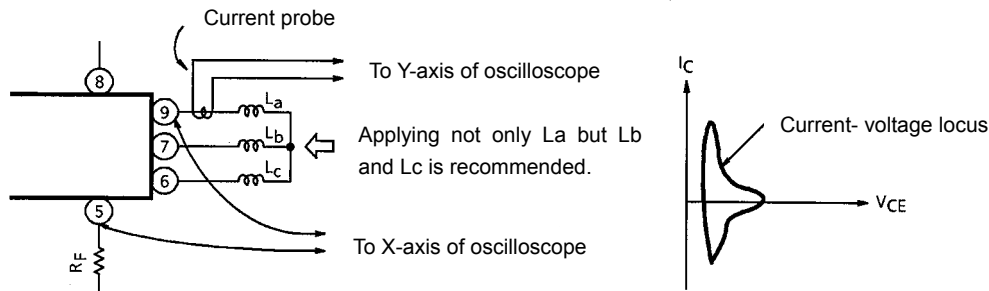 Current probe
To Y-axis of oscilloscope
8
9
La
7
Lb
Applying not only La but Lb
and Lc is recommended.
6
Lc
5
To X-axis of oscilloscope
RF
IC
Current- voltage locus
VCE